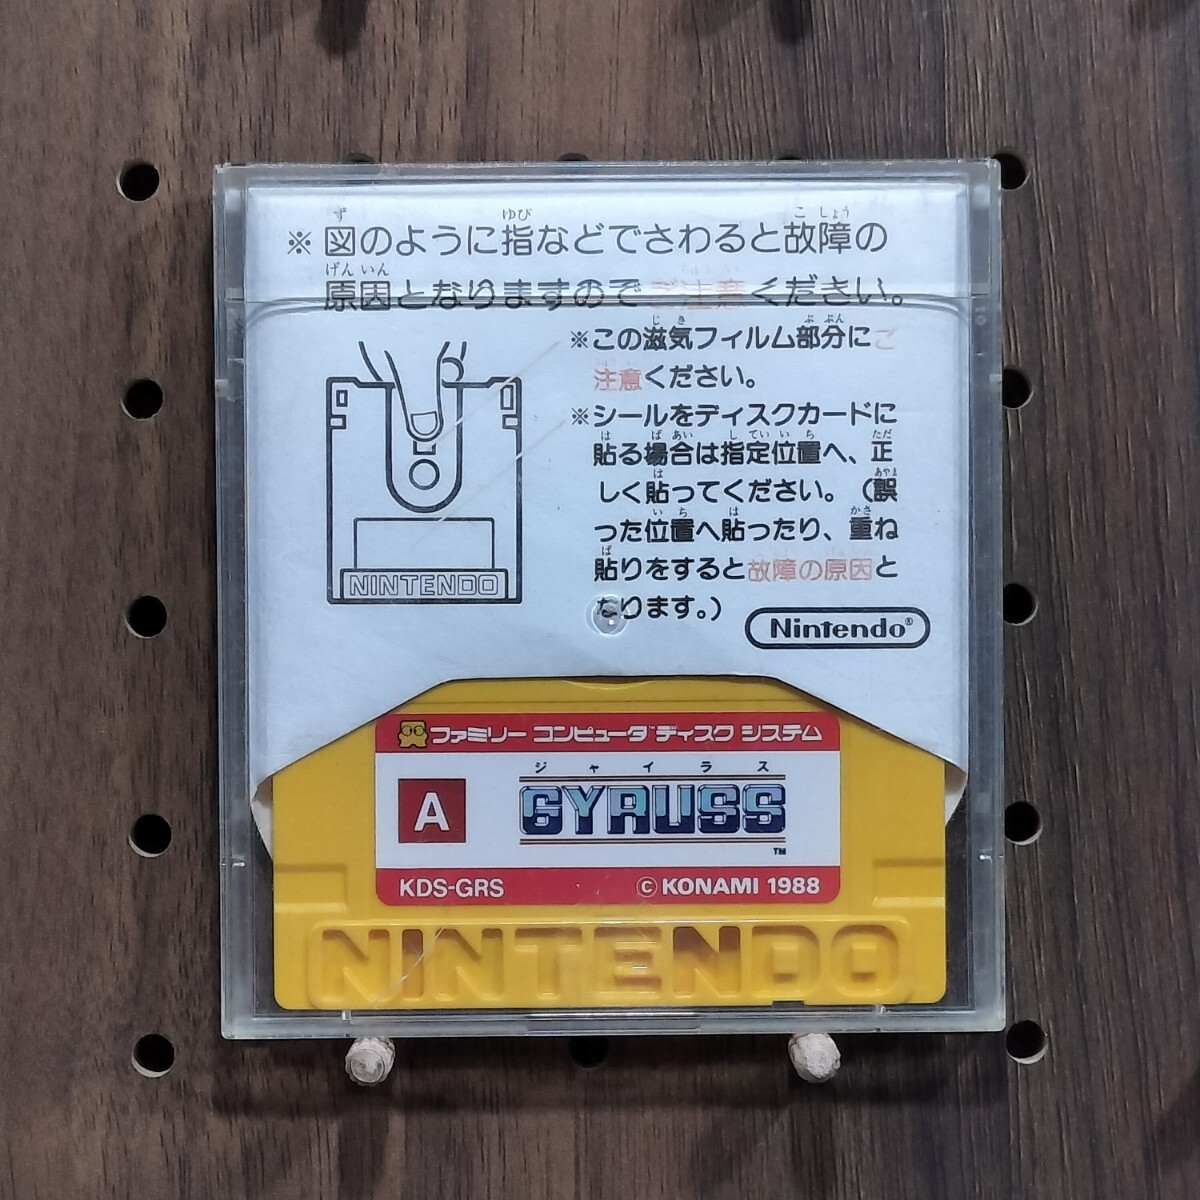 ※図のように指などでさわると故障の
原因となりますのでご注意ください。
※この滋気フィルム部分にご
注意ください。
※シールをディスクカードに
貼る場合は指定位置へ、正
しく貼ってください。(誤
った位置へ貼ったり、重ね
貼りをすると故障の原因と
なります。)
NINTENDO
Nintendo®
ファミリー コンピュータ ディスク システム
A
ジャイラス
GYRUSS
TM
KDS-GRS
© KONAMI 1988
NINTENDO